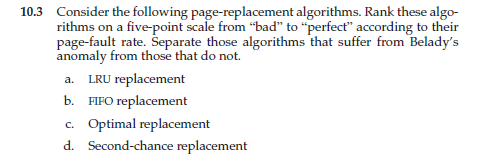 10.3 Consider the following page-replacement algorithms. Rank these algo-
rithms on a five-point scale from “bad” to “perfect” according to their
page-fault rate. Separate those algorithms that suffer from Belady’s
anomaly from those that do not.
a. LRU replacement
b. FIFO replacement
c. Optimal replacement
d. Second-chance replacement